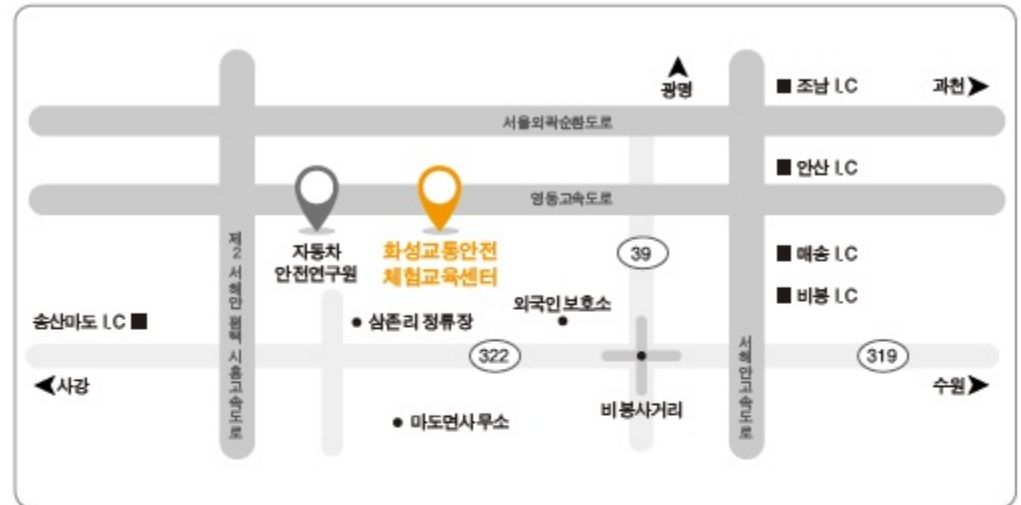 광명
조남 I.C
과천
서울외곽순환도로
안산 I.C
영동고속도로
제2 서해안 평택 시흥고속도로
자동차
안전연구원
화성교통안전
체험교육센터
39
매송 I.C
비봉 I.C
외국인보호소
송산마도 I.C
삼존리 정류장
322
319
서해안고속도로
사강
수원
비봉사거리
마도면사무소